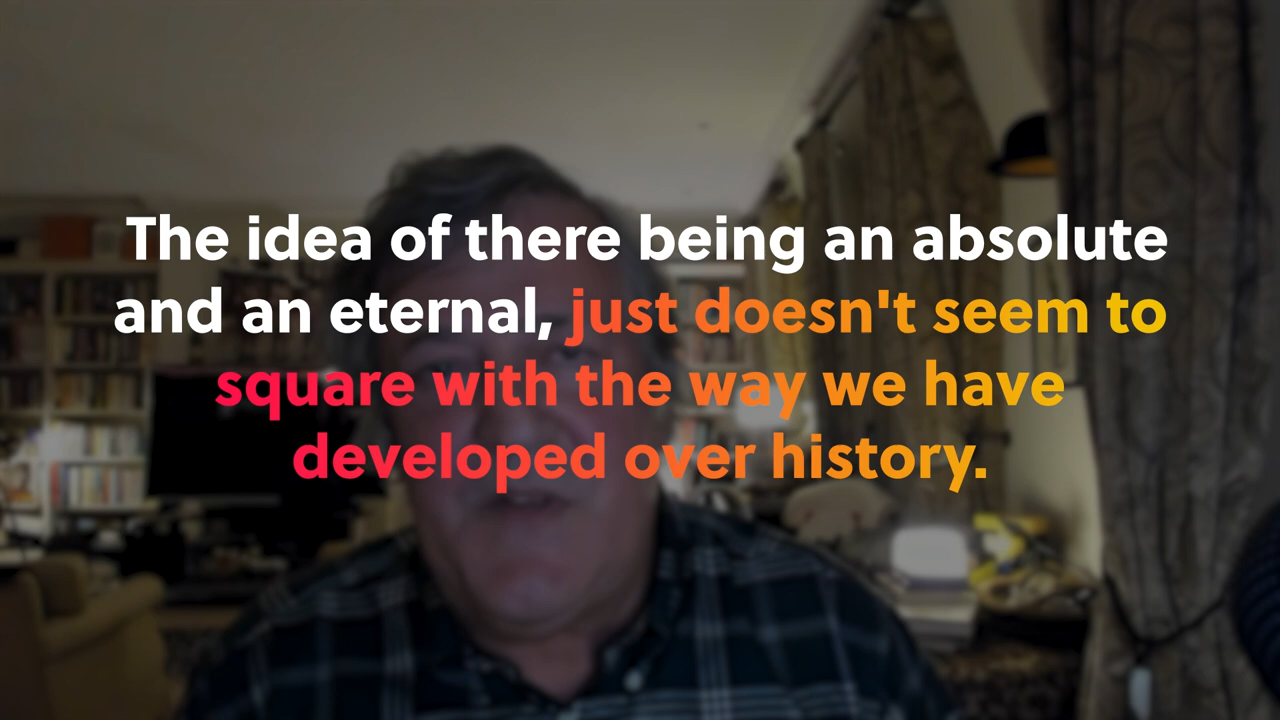 The idea of there being an absolute
and an eternal, just doesn't seem to
square with the way we have
developed over history.